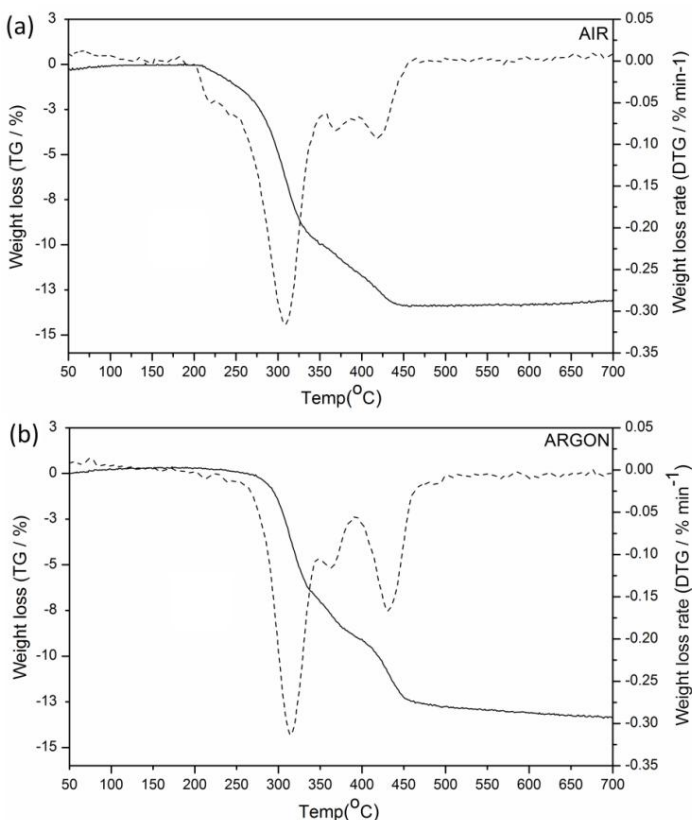 (a)
AIR
3
0
-3
-5
-8
-10
-13
-15
Weight loss (TG / %)
0.05
0.00
-0.05
-0.10
-0.15
-0.20
-0.25
-0.30
-0.35
Weight loss rate (DTG / % min-1)
50 100 150 200 250 300 350 400 450 500 550 600 650 700
Temp(°C)
(b)
ARGON
3
0
-3
-5
-8
-10
-13
-15
Weight loss (TG / %)
0.05
0.00
-0.05
-0.10
-0.15
-0.20
-0.25
-0.30
-0.35
Weight loss rate (DTG / % min⁻¹)
50 100 150 200 250 300 350 400 450 500 550 600 650 700
Temp(°C)